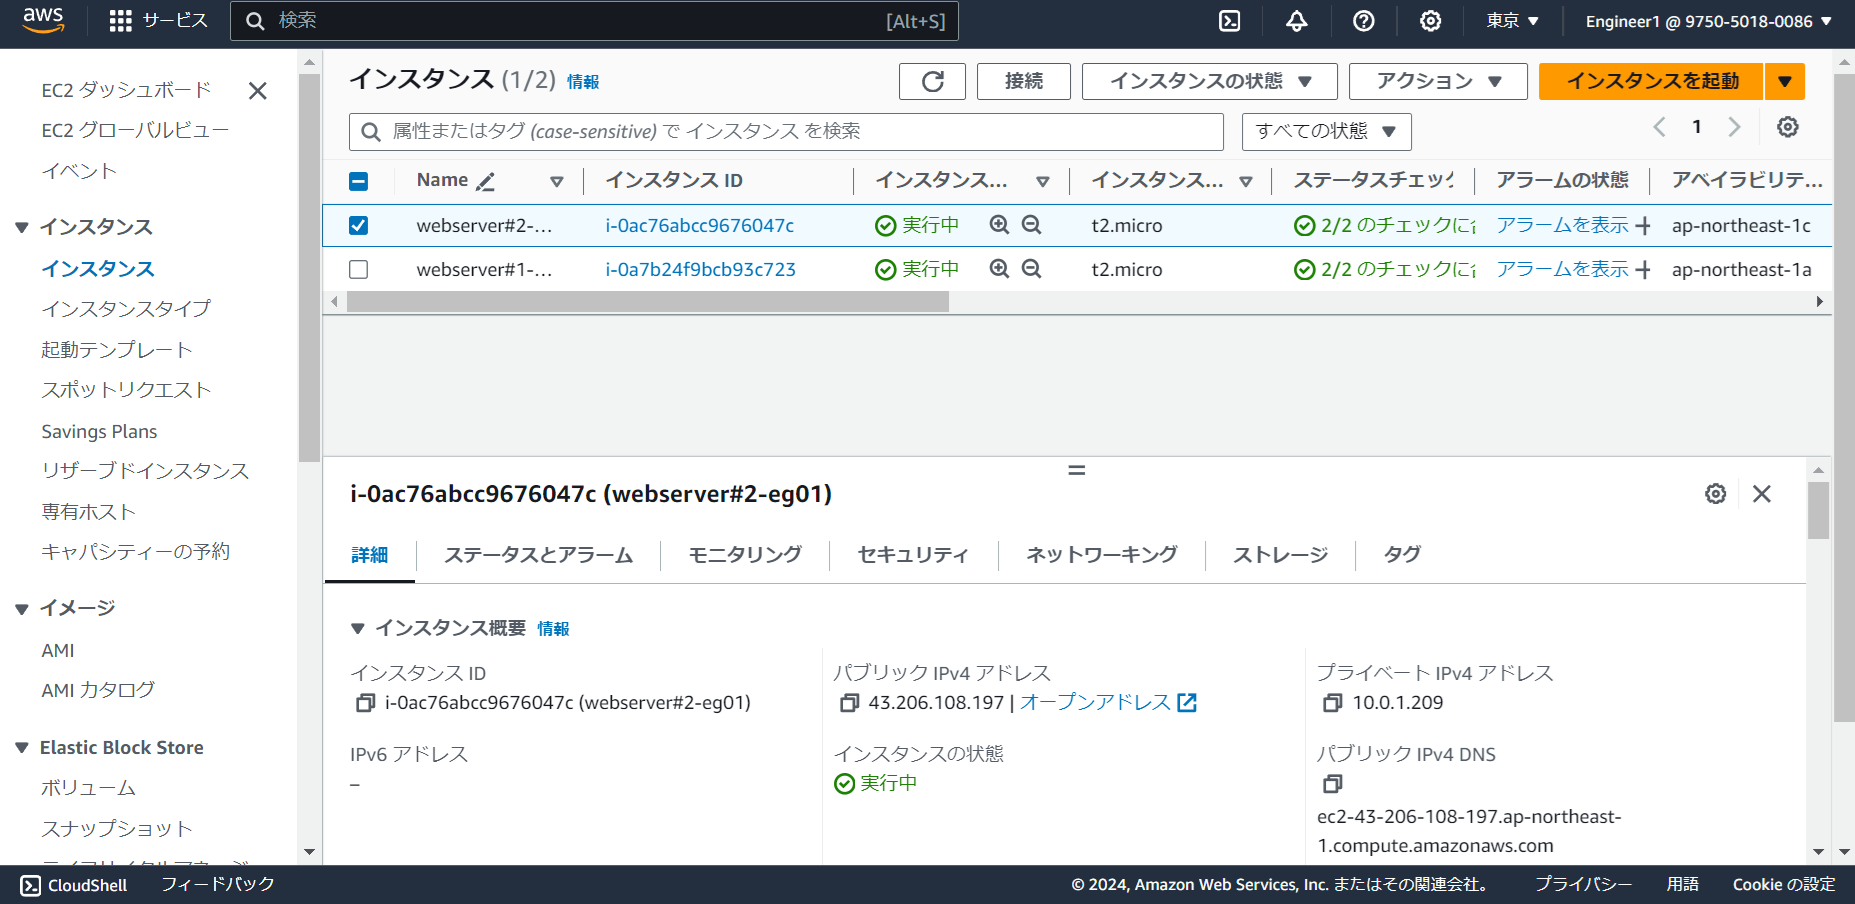 aws サービス 検索 [Alt+S] 東京 Engineer1 @ 9750-5018-0086
EC2 ダッシュボード
EC2 グローバルビュー
イベント
インスタンス
インスタンス
インスタンスタイプ
起動テンプレート
スポットリクエスト
Savings Plans
リザーブドインスタンス
専有ホスト
キャパシティーの予約
イメージ
AMI
AMI カタログ
Elastic Block Store
ボリューム
スナップショット
インスタンス (1/2) 情報 接続 インスタンスの状態 アクション インスタンスを起動
属性またはタグ (case-sensitive) で インスタンス を検索 すべての状態 1
Name インスタンス ID インスタンス... インスタンス... ステータスチェック アラームの状態 アベイラビリテ...
webserver#2-... i-0ac76abcc9676047c 実行中 t2.micro 2/2 のチェックに合 アラームを表示 ap-northeast-1c
webserver#1-... i-0a7b24f9bcb93c723 実行中 t2.micro 2/2 のチェックに合 アラームを表示 ap-northeast-1a
i-0ac76abcc9676047c (webserver#2-eg01)
詳細 ステータスとアラーム モニタリング セキュリティ ネットワーキング ストレージ タグ
インスタンス概要 情報
インスタンス ID
i-0ac76abcc9676047c (webserver#2-eg01)
パブリック IPv4 アドレス
43.206.108.197 | オープンアドレス
プライベート IPv4 アドレス
10.0.1.209
IPv6 アドレス
–
インスタンスの状態
実行中
パブリック IPv4 DNS
ec2-43-206-108-197.ap-northeast-
1.compute.amazonaws.com
CloudShell フィードバック © 2024, Amazon Web Services, Inc. またはその関連会社。 プライバシー 用語 Cookie の設定